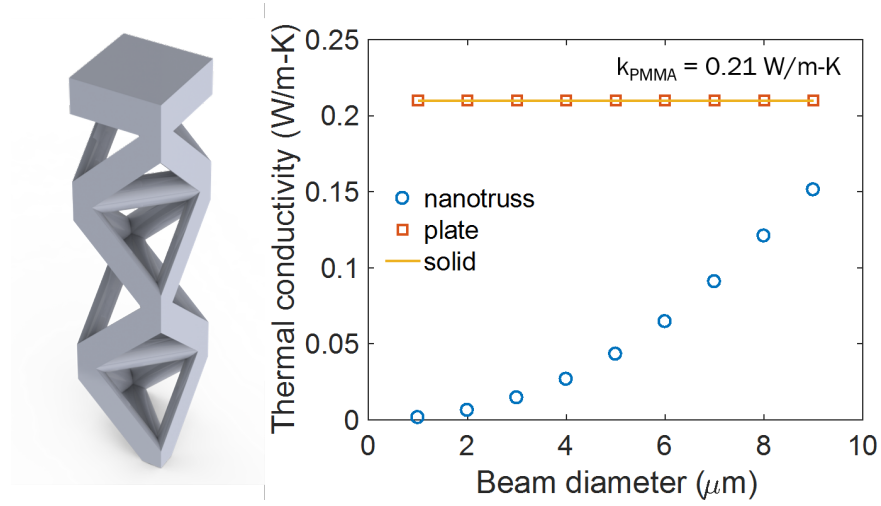 Thermal conductivity (W/m-K)
0.25
0.2
0.15
0.1
0.05
0
k_PMMA = 0.21 W/m-K
nanotruss
plate
solid
0 2 4 6 8 10
Beam diameter (μm)